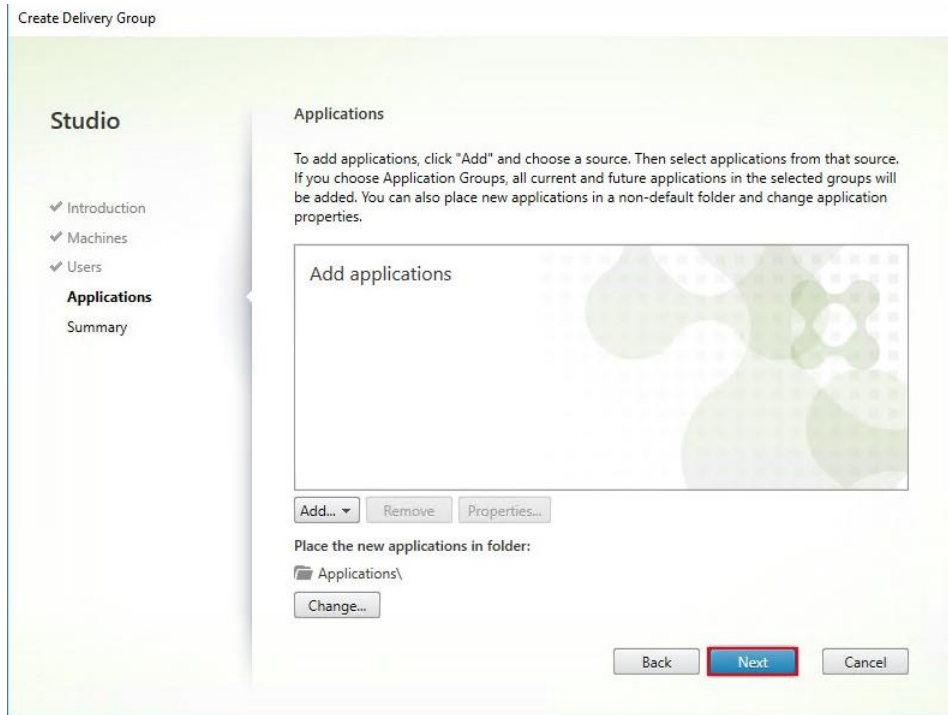 Create Delivery Group
Studio
Introduction
Machines
Users
Applications
Summary
Applications
To add applications, click "Add" and choose a source. Then select applications from that source.
If you choose Application Groups, all current and future applications in the selected groups will
be added. You can also place new applications in a non-default folder and change application
properties.
Add applications
Add...
Remove
Properties...
Place the new applications in folder:
Applications\
Change...
Back
Next
Cancel